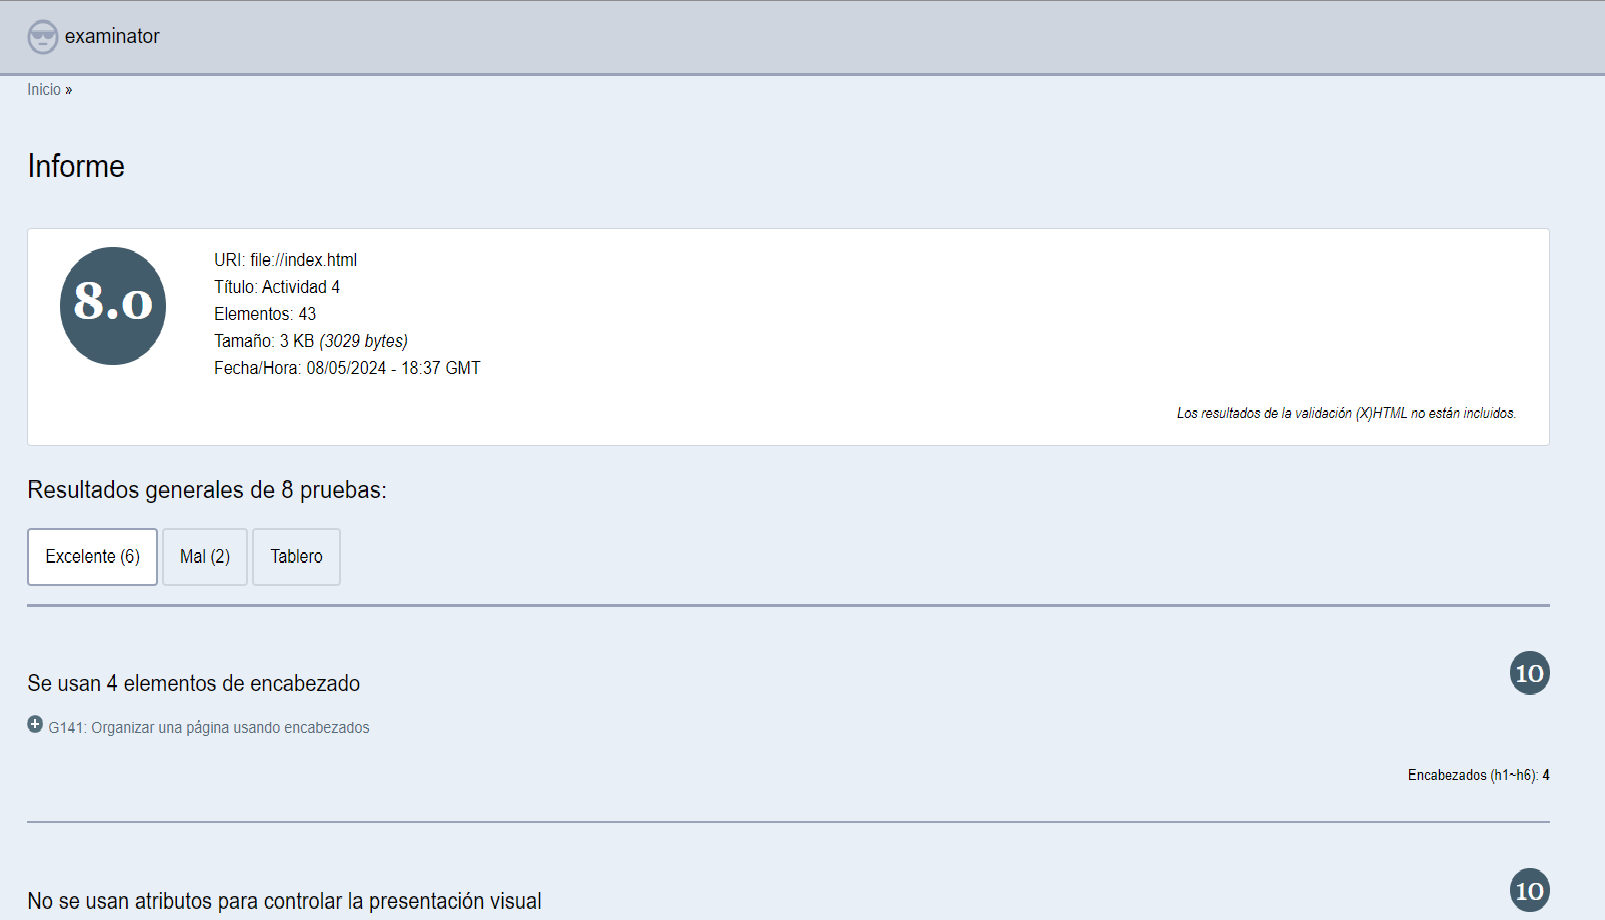 examinator
Inicio »
Informe
8.0
URI: file://index.html
Título: Actividad 4
Elementos: 43
Tamaño: 3 KB (3029 bytes)
Fecha/Hora: 08/05/2024 - 18:37 GMT
Los resultados de la validación (X)HTML no están incluidos.
Resultados generales de 8 pruebas:
Excelente (6) Mal (2) Tablero
Se usan 4 elementos de encabezado 10
G141: Organizar una página usando encabezados
Encabezados (h1~h6): 4
No se usan atributos para controlar la presentación visual 10